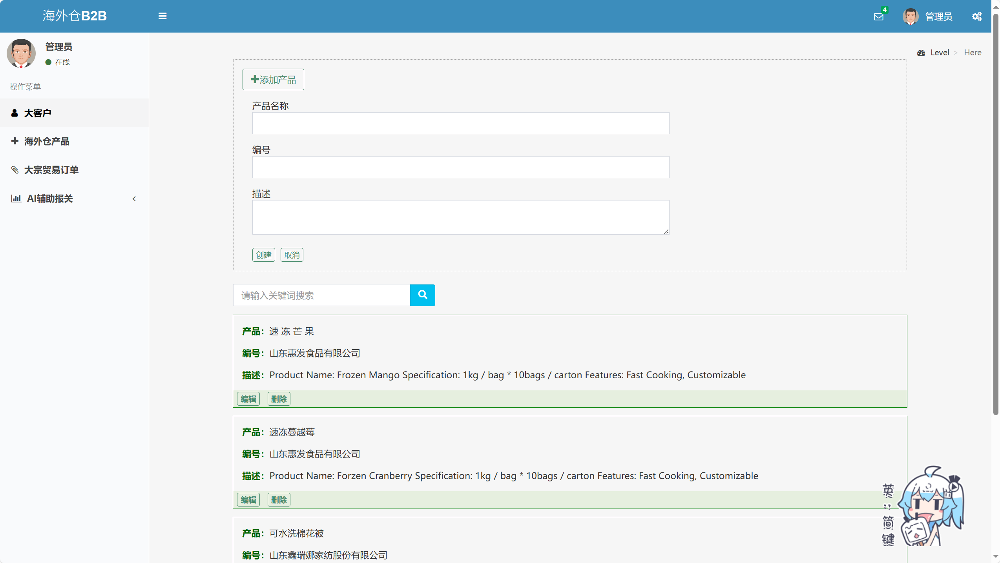 海外仓B2B
4
管理员
管理员
在线
Level > Here
操作菜单
大客户
海外仓产品
大宗贸易订单
AI辅助报关
添加产品
产品名称
编号
描述
创建 取消
请输入关键词搜索
产品：速 冻 芒 果
编号：山东惠发食品有限公司
描述：Product Name: Frozen Mango Specification: 1kg / bag * 10bags / carton Features: Fast Cooking, Customizable
编辑 删除
产品：速冻蔓越莓
编号：山东惠发食品有限公司
描述：Product Name: Forzen Cranberry Specification: 1kg / bag * 10bags / carton Features: Fast Cooking, Customizable
编辑 删除
产品：可水洗棉花被
编号：山东鑫瑞娜家纺股份有限公司
英
简
键